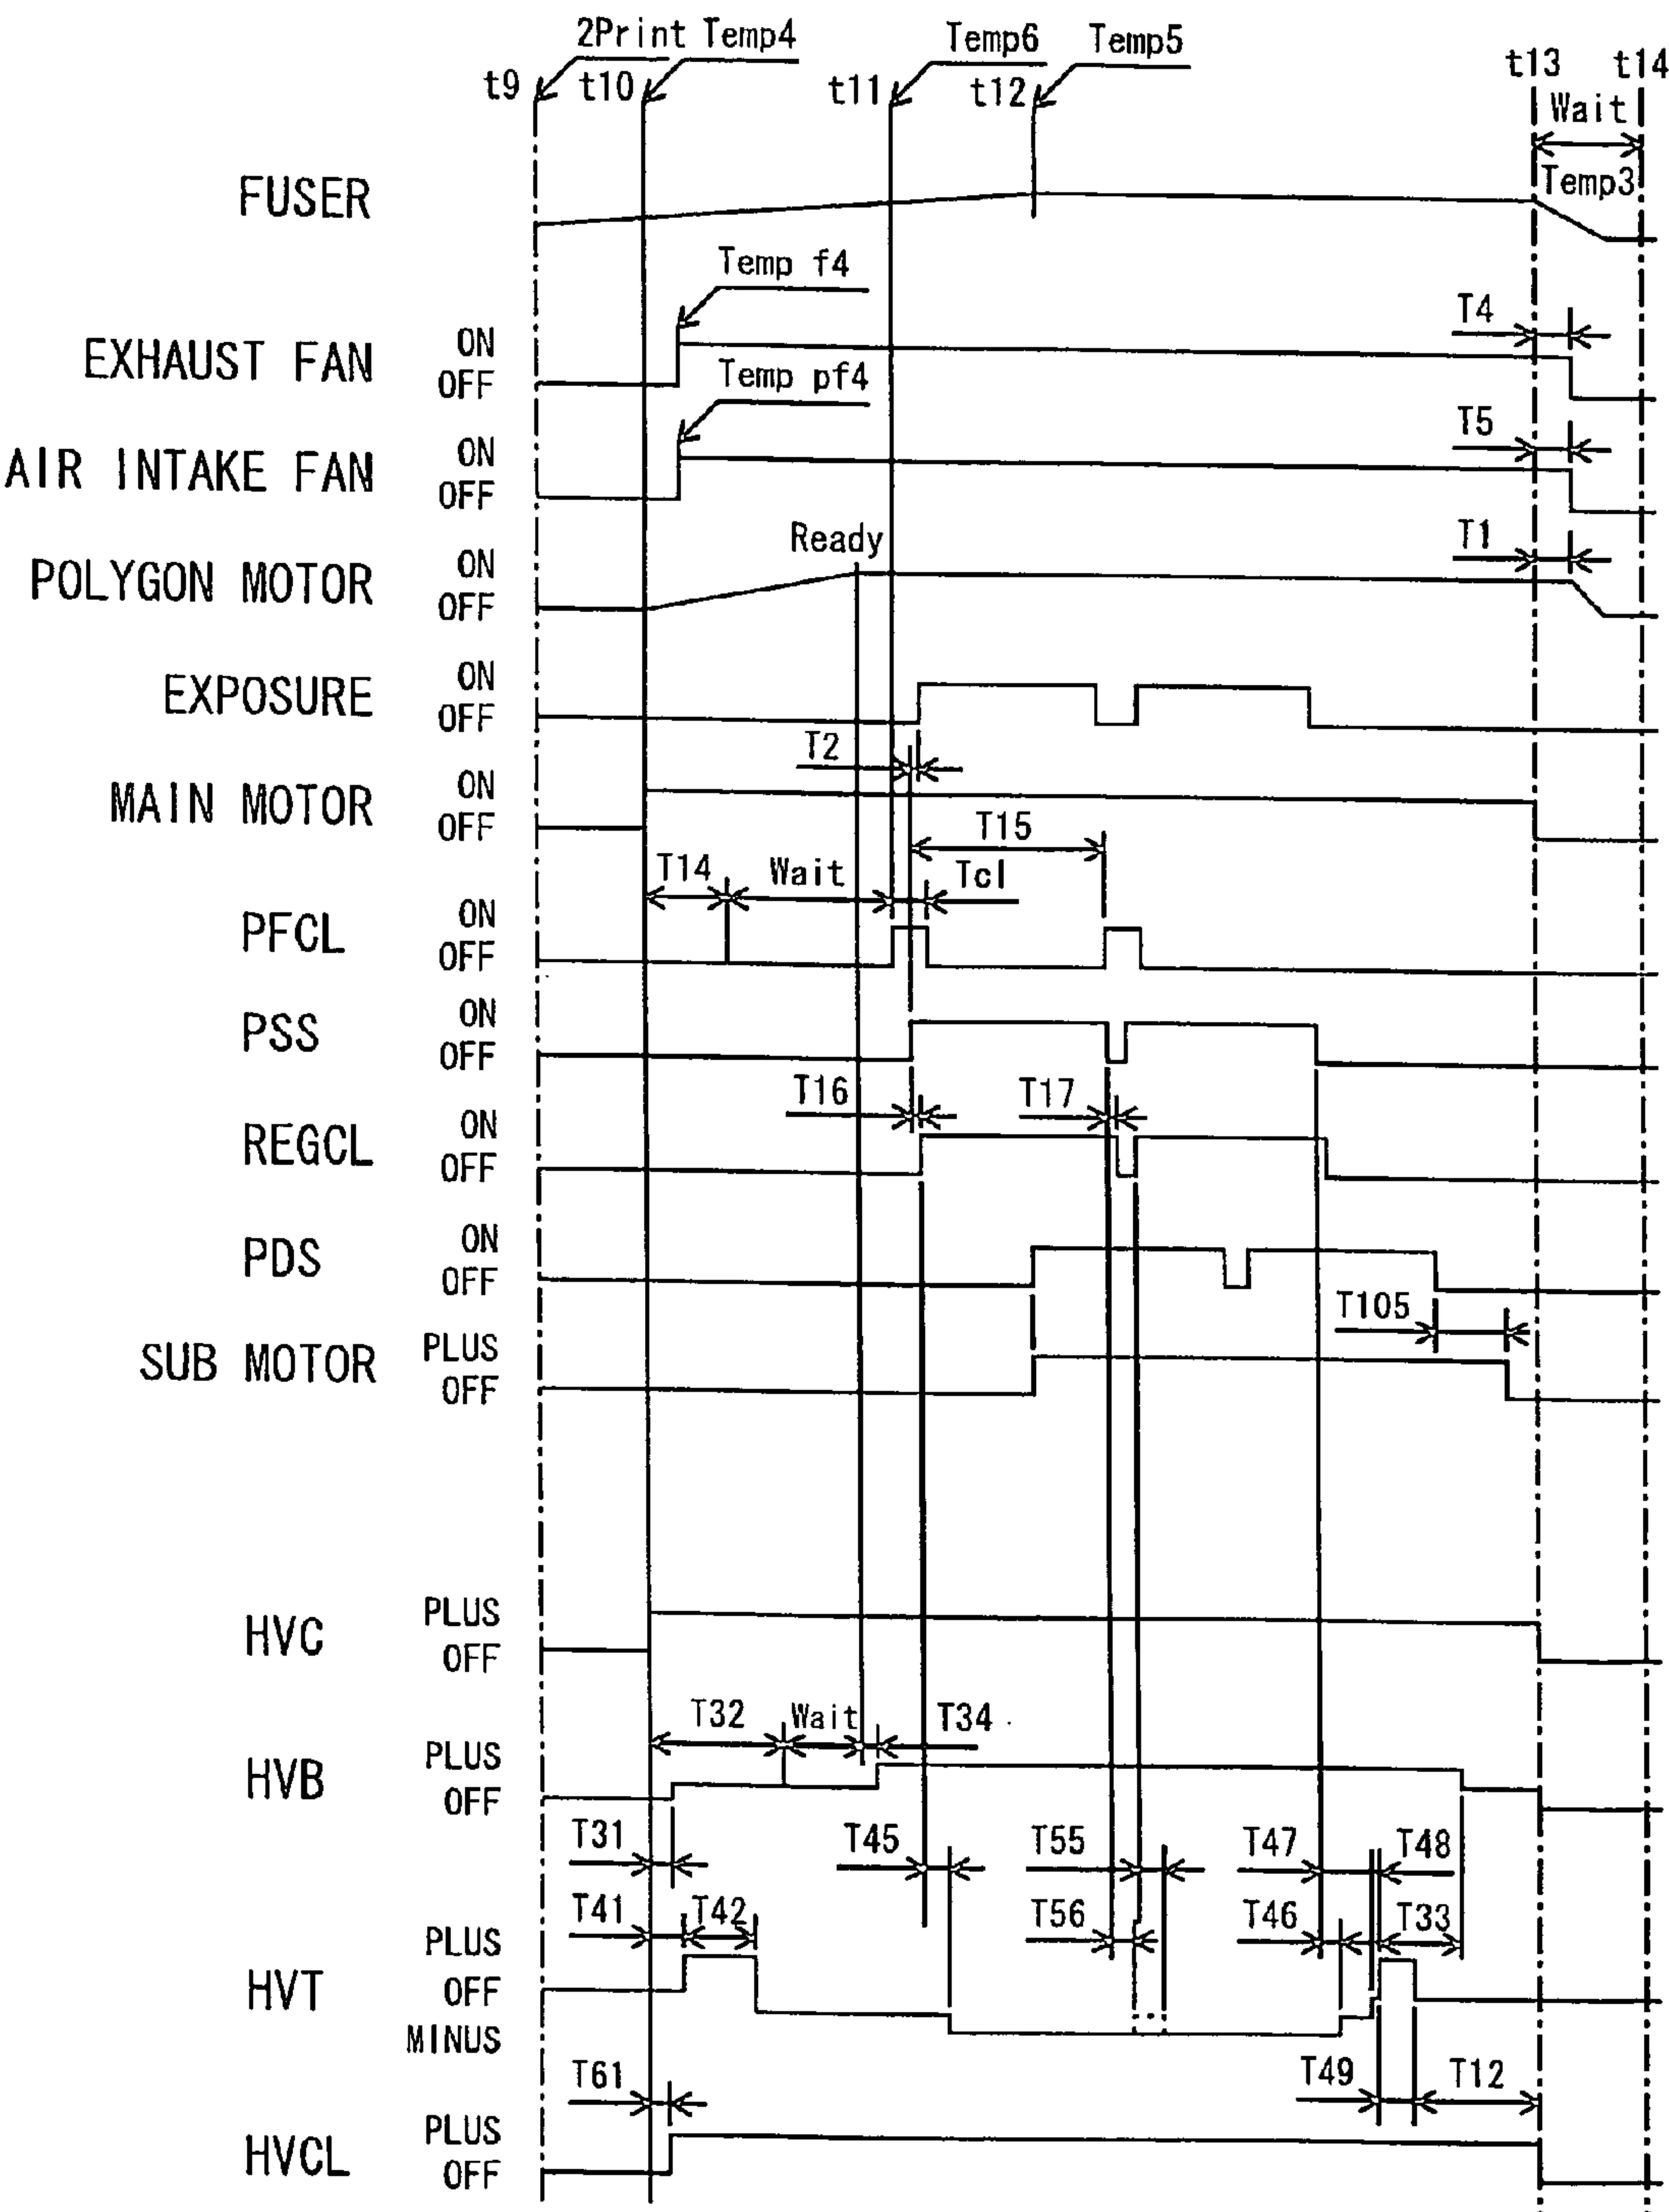 2Print Temp4 Temp6 Temp5
t9 t10 t11 t12 t13 t14
Wait
FUSER Temp3
Temp f4
T4
EXHAUST FAN ON
OFF
Temp pf4
T5
AIR INTAKE FAN ON
OFF
Ready T1
POLYGON MOTOR ON
OFF
EXPOSURE ON
OFF
T2
MAIN MOTOR ON
OFF
T15
T14 Wait Tcl
PFCL ON
OFF
PSS ON
OFF
T16 T17
REGCL ON
OFF
PDS ON
OFF
T105
SUB MOTOR PLUS
OFF
HVC PLUS
OFF
T32 Wait T34
HVB PLUS
OFF
T31 T45 T55 T47 T48
T41 T42 T56 T46 T33
HVT PLUS
OFF
MINUS
T61 T49 T12
HVCL PLUS
OFF